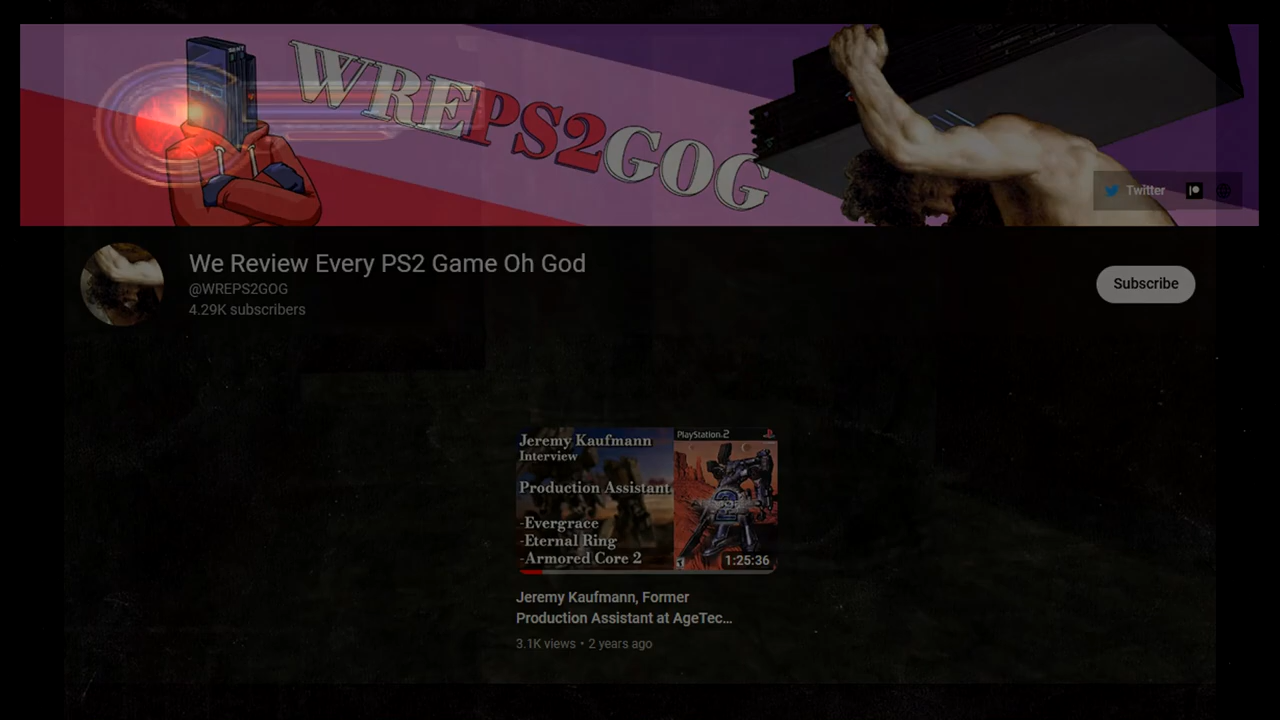 WREPS2GOG
Twitter
We Review Every PS2 Game Oh God
@WREPS2GOG
4.29K subscribers
Subscribe
Jeremy Kaufmann
Interview
Production Assistant
-Evergrace
-Eternal Ring
-Armored Core 2
PlayStation.2
2
1:25:36
Jeremy Kaufmann, Former
Production Assistant at AgeTec...
3.1K views • 2 years ago